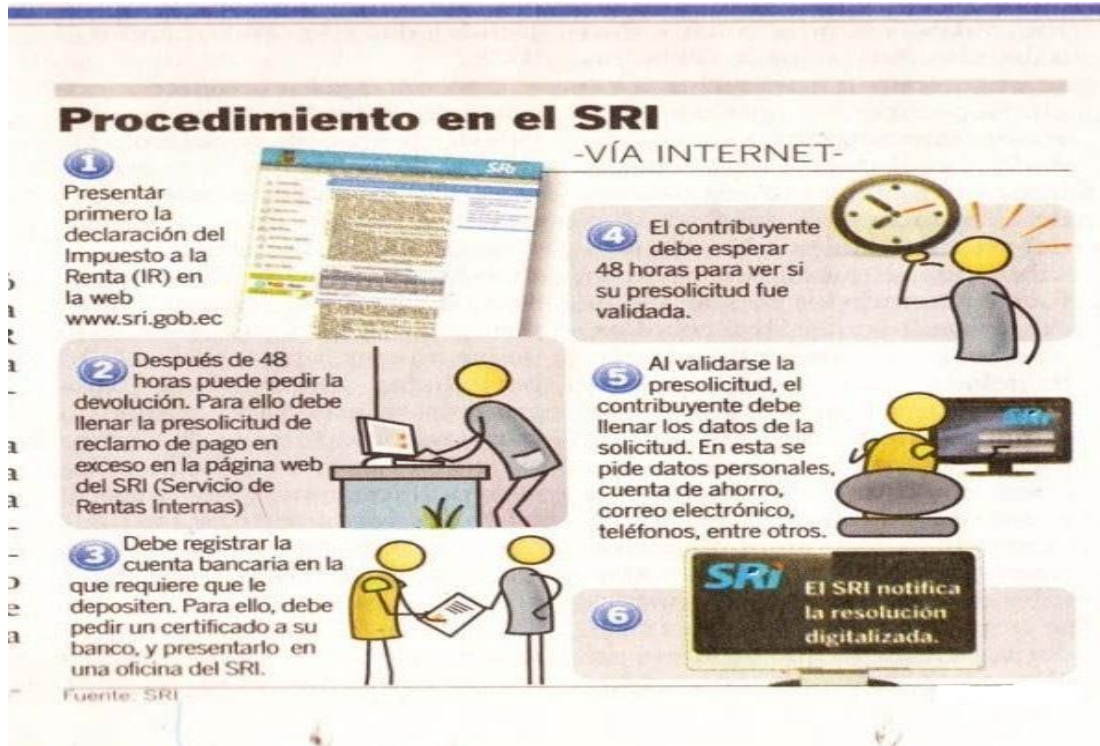 Procedimiento en el SRI
-VÍA INTERNET-
1
Presentár
primero la
declaración del
Impuesto a la
Renta (IR) en
la web
www.sri.gob.ec
SRi
2 Después de 48
horas puede pedir la
devolución. Para ello debe
llenar la presolicitud de
reclamo de pago en
exceso en la página web
del SRI (Servicio de
Rentas Internas)
3 Debe registrar la
cuenta bancaria en la
que requiere que le
depositen. Para ello, debe
pedir un certificado a su
banco, y presentarlo en
una oficina del SRI.
4 El contribuyente
debe esperar
48 horas para ver si
su presolicitud fue
validada.
5 Al validarse la
presolicitud, el
contribuyente debe
llenar los datos de la
solicitud. En esta se
pide datos personales,
cuenta de ahorro,
correo electrónico,
teléfonos, entre otros.
SRi
6
SRi
El SRI notifica
la resolución
digitalizada.
Fuente: SRI